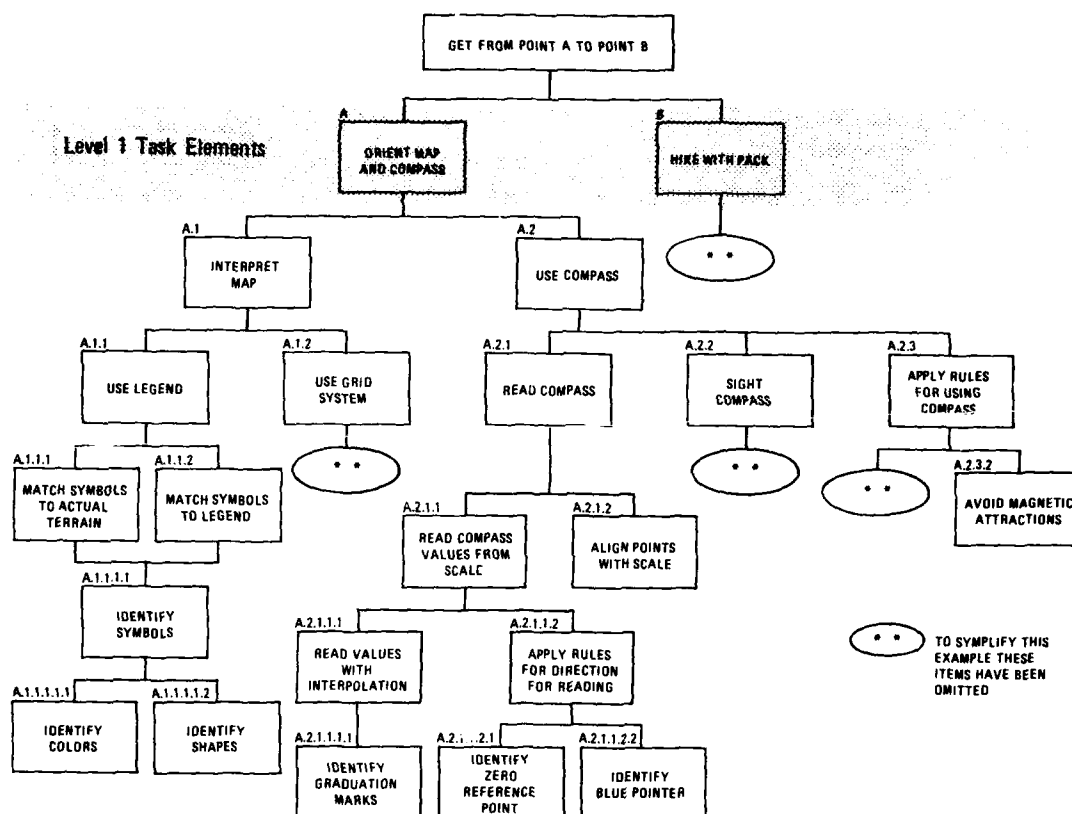 GET FROM POINT A TO POINT B
Level 1 Task Elements
A
ORIENT MAP
AND COMPASS
B
HIKE WITH PACK
A.1
INTERPRET
MAP
A.2
USE COMPASS
* *
A.1.1
USE LEGEND
A.1.2
USE GRID
SYSTEM
A.2.1
READ COMPASS
A.2.2
SIGHT
COMPASS
A.2.3
APPLY RULES
FOR USING
COMPASS
A.1.1.1
MATCH SYMBOLS
TO ACTUAL
TERRAIN
A.1.1.2
MATCH SYMBOLS
TO LEGEND
* *
* *
* *
A.2.3.2
AVOID MAGNETIC
ATTRACTIONS
A.2.1.1
READ COMPASS
VALUES FROM
SCALE
A.2.1.2
ALIGN POINTS
WITH SCALE
A.1.1.1.1
IDENTIFY
SYMBOLS
A.2.1.1.1
READ VALUES
WITH
INTERPOLATION
A.2.1.1.2
APPLY RULES
FOR DIRECTION
FOR READING
* *
TO SYMPLIFY THIS
EXAMPLE THESE
ITEMS HAVE BEEN
OMITTED
A.1.1.1.1.1
IDENTIFY
COLORS
A.1.1.1.1.2
IDENTIFY
SHAPES
A.2.1.1.1.1
IDENTIFY
GRADUATION
MARKS
IDENTIFY
ZERO
REFERENCE
POINT
A.2.1.1.2.2
IDENTIFY
BLUE POINTER